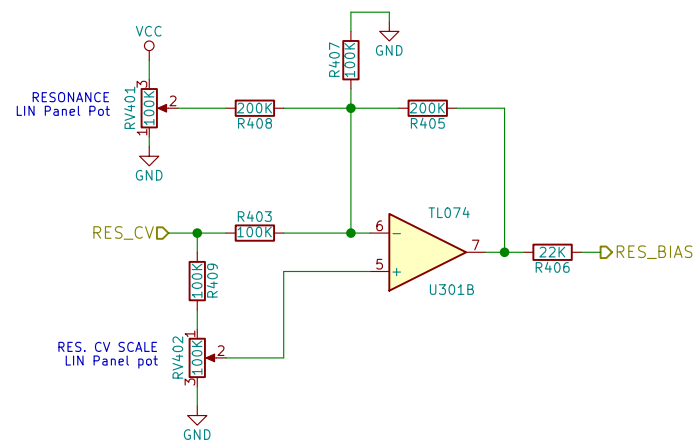 VCC
GND
R407
100K
RESONANCE
LIN Panel Pot
RV401
100K
3
2
1
200K
R408
200K
R405
GND
TL074
R403
100K
RES_CV
6
5
7
22K
R406
RES_BIAS
U301B
100K
R409
RES. CV SCALE
LIN Panel pot
RV402
100K
1
2
3
GND